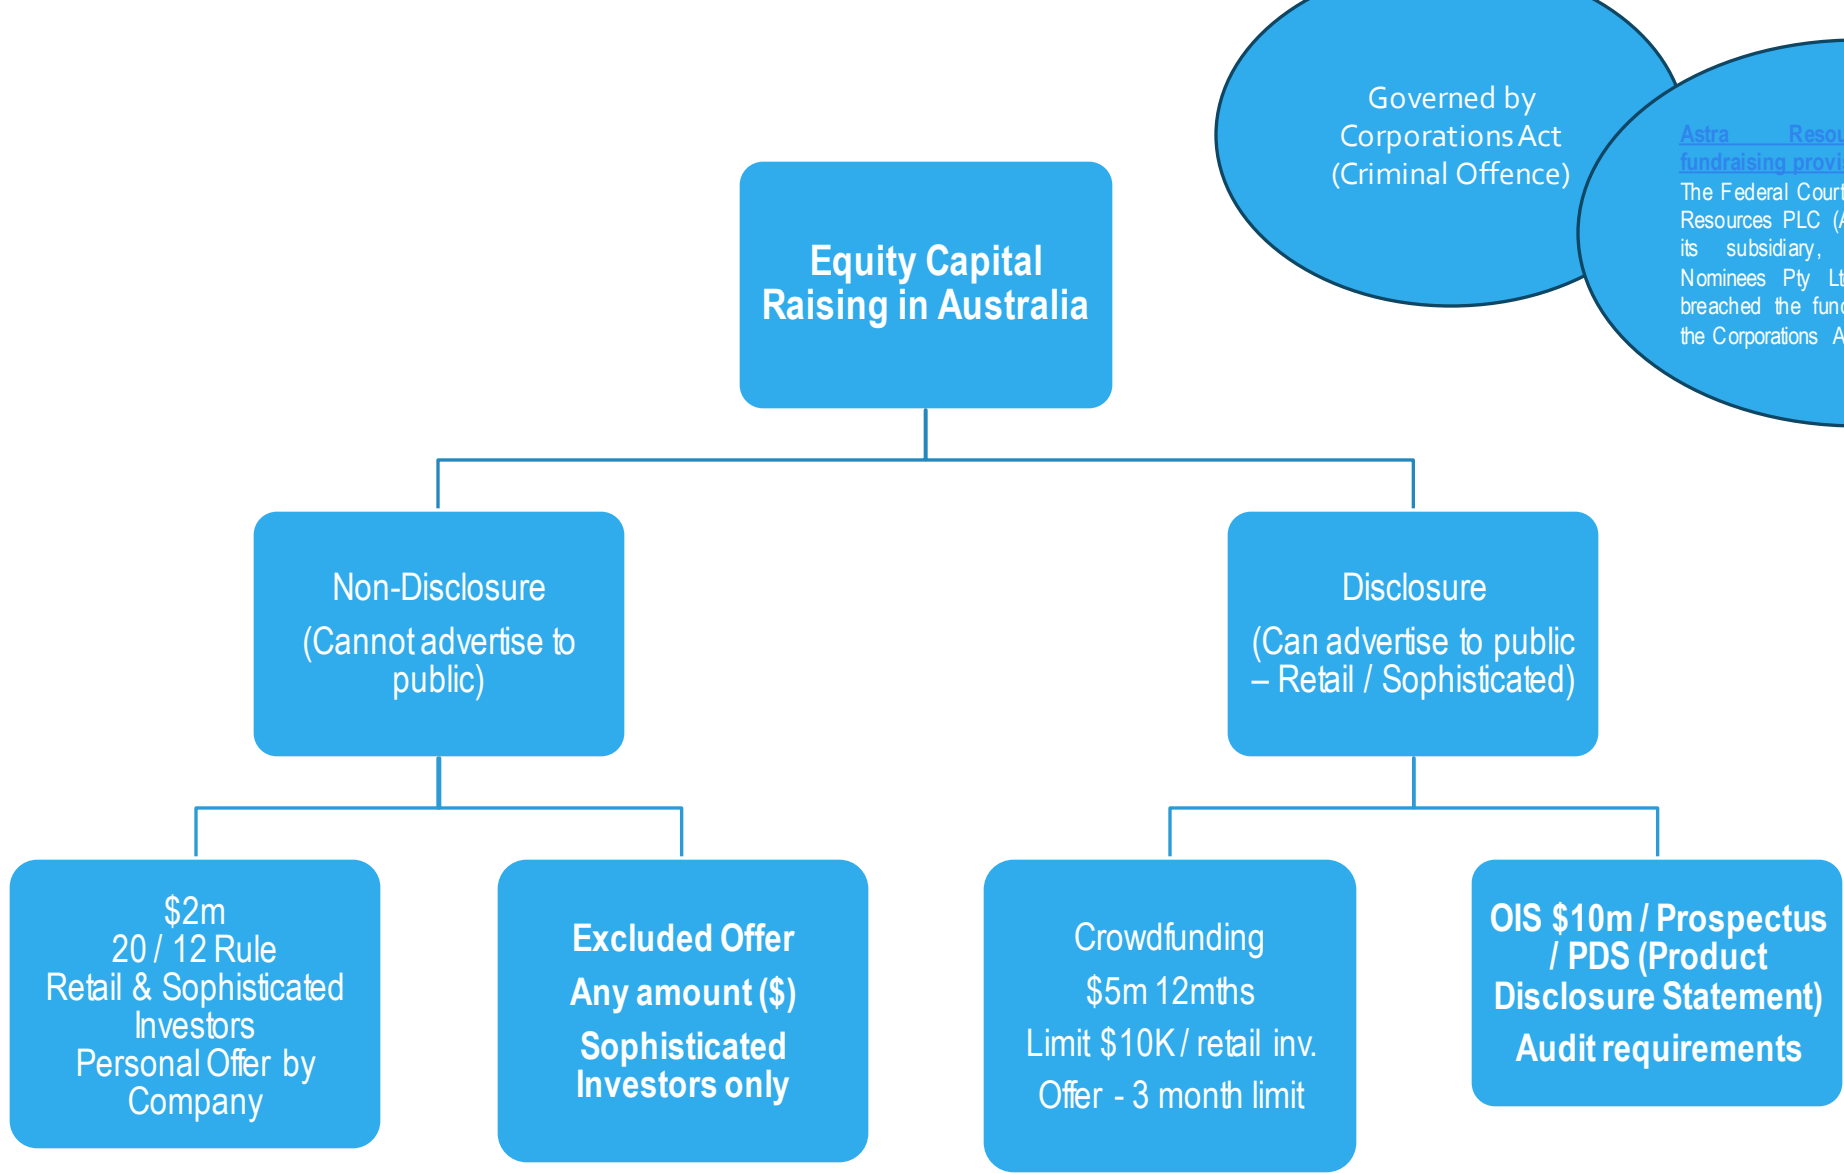 Governed by
Corporations Act
(Criminal Offence)
Astra
fundraising
The Federal Court
Resources PLC
its subsidiary,
Nominees Pty
breached the
the Corporations
Equity Capital
Raising in Australia
Non-Disclosure
(Cannot advertise to
public)
Disclosure
(Can advertise to public
– Retail / Sophisticated)
$2m
20 / 12 Rule
Retail & Sophisticated
Investors
Personal Offer by
Company
Excluded Offer
Any amount ($)
Sophisticated
Investors only
Crowdfunding
$5m 12mths
Limit $10K / retail inv.
Offer - 3 month limit
OIS $10m / Prospectus
/ PDS (Product
Disclosure Statement)
Audit requirements